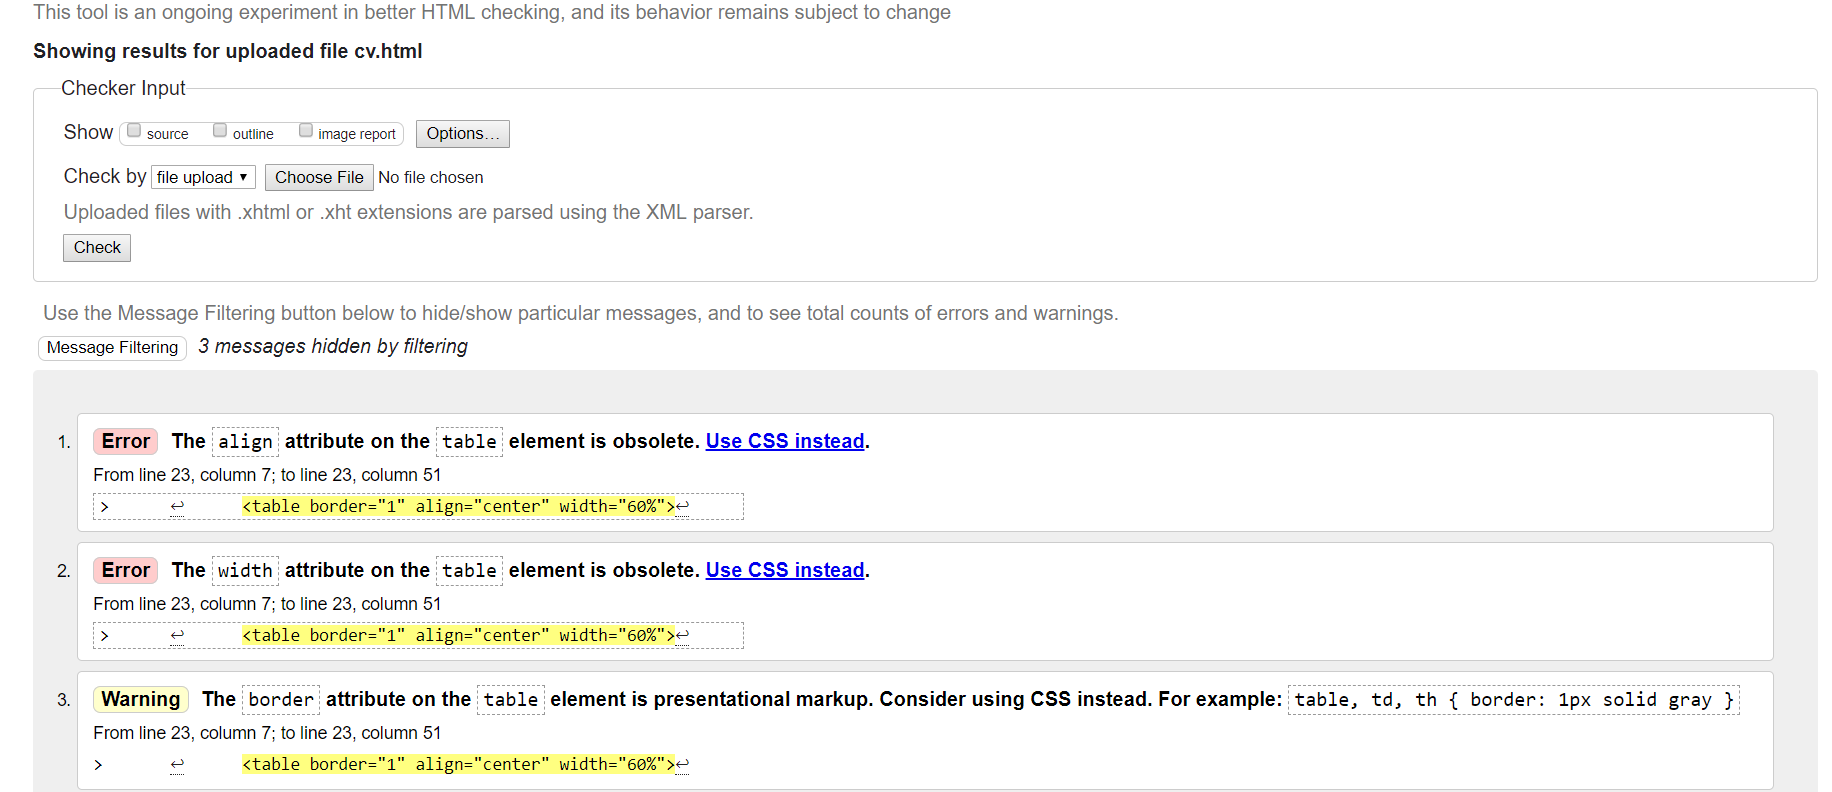 This tool is an ongoing experiment in better HTML checking, and its behavior remains subject to change
Showing results for uploaded file cv.html
Checker Input
Show source outline image report Options...
Check by file upload ▾ Choose File No file chosen
Uploaded files with .xhtml or .xht extensions are parsed using the XML parser.
Check
Use the Message Filtering button below to hide/show particular messages, and to see total counts of errors and warnings.
Message Filtering 3 messages hidden by filtering
1. Error The align attribute on the table element is obsolete. Use CSS instead.
From line 23, column 7; to line 23, column 51
> ↩ <table border="1" align="center" width="60%">↩
2. Error The width attribute on the table element is obsolete. Use CSS instead.
From line 23, column 7; to line 23, column 51
> ↩ <table border="1" align="center" width="60%">↩
3. Warning The border attribute on the table element is presentational markup. Consider using CSS instead. For example: table, td, th { border: 1px solid gray }
From line 23, column 7; to line 23, column 51
> ↩ <table border="1" align="center" width="60%">↩